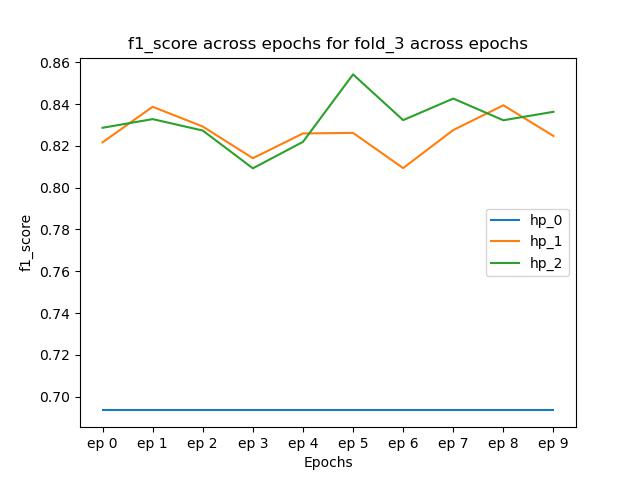 f1_score across epochs for fold_3 across epochs
0.86
0.84
0.82
0.80
0.78
0.76
0.74
0.72
0.70
f1_score
hp_0
hp_1
hp_2
ep 0 ep 1 ep 2 ep 3 ep 4 ep 5 ep 6 ep 7 ep 8 ep 9
Epochs